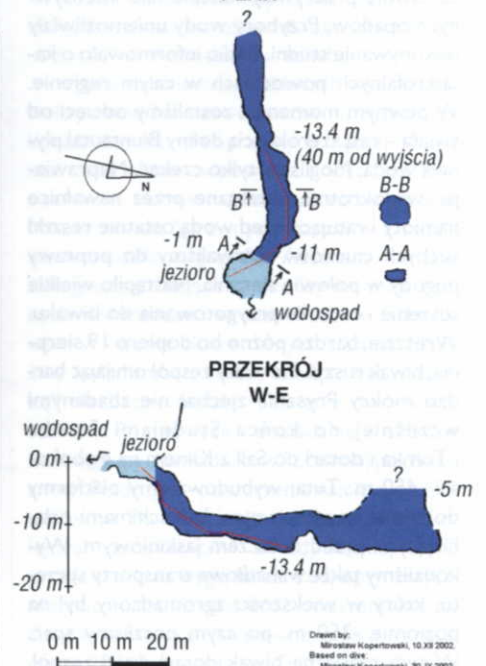 ?
-13.4 m
(40 m od wyjścia)
N
B
B
B-B
-1 m
A
-11 m
A-A
jezioro
A
wodospad
PRZEKRÓJ
W-E
wodospad
jezioro
0 m
?
-5 m
-10 m
-13.4 m
-20 m
0 m 10 m 20 m
Drawn by:
Mirosław Kopertowski, 10.XII 2002.
Based on dive: